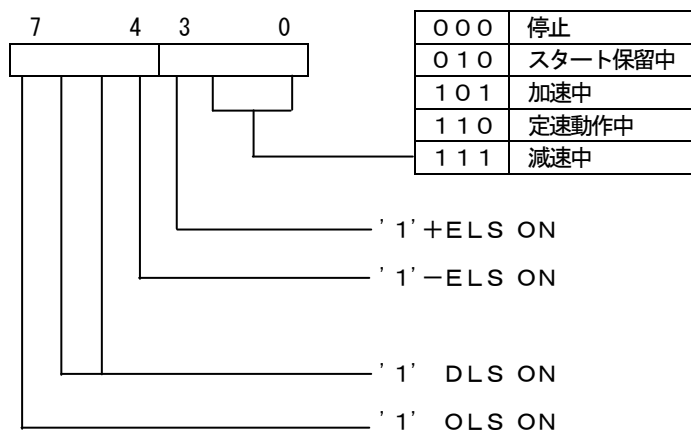 7 4 3 0
０００ 停止
０１０ スタート保留中
１０１ 加速中
１１０ 定速動作中
１１１ 減速中
'１'＋ＥＬＳ ＯＮ
'１'－ＥＬＳ ＯＮ
'１' ＤＬＳ ＯＮ
'１' ＯＬＳ ＯＮ